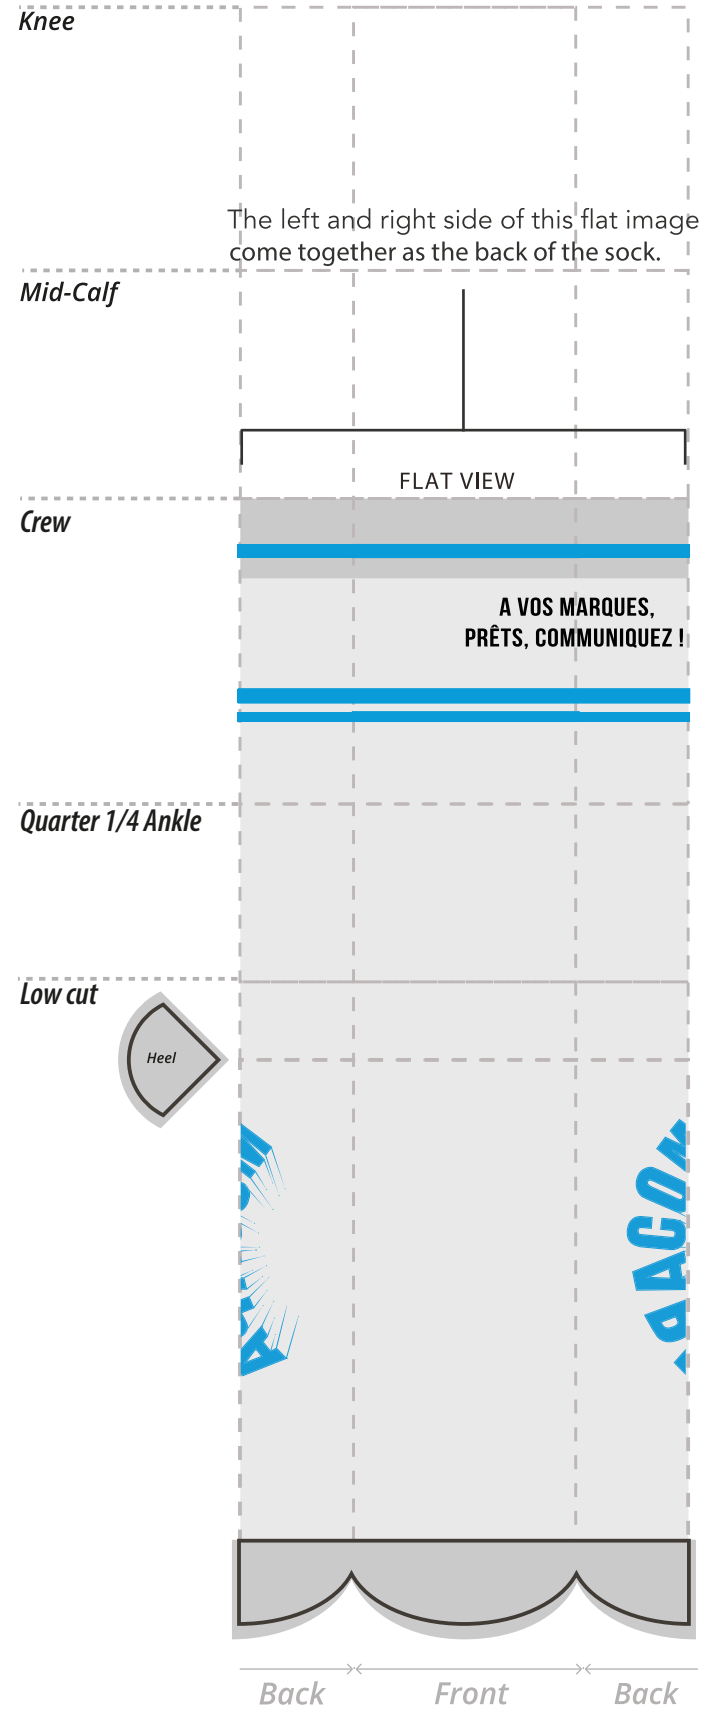 Knee
The left and right side of this flat image
come together as the back of the sock.
Mid-Calf
FLAT VIEW
Crew
A VOS MARQUES,
PRÊTS, COMMUNIQUEZ !
Quarter 1/4 Ankle
Low cut
Heel
Back
Front
Back